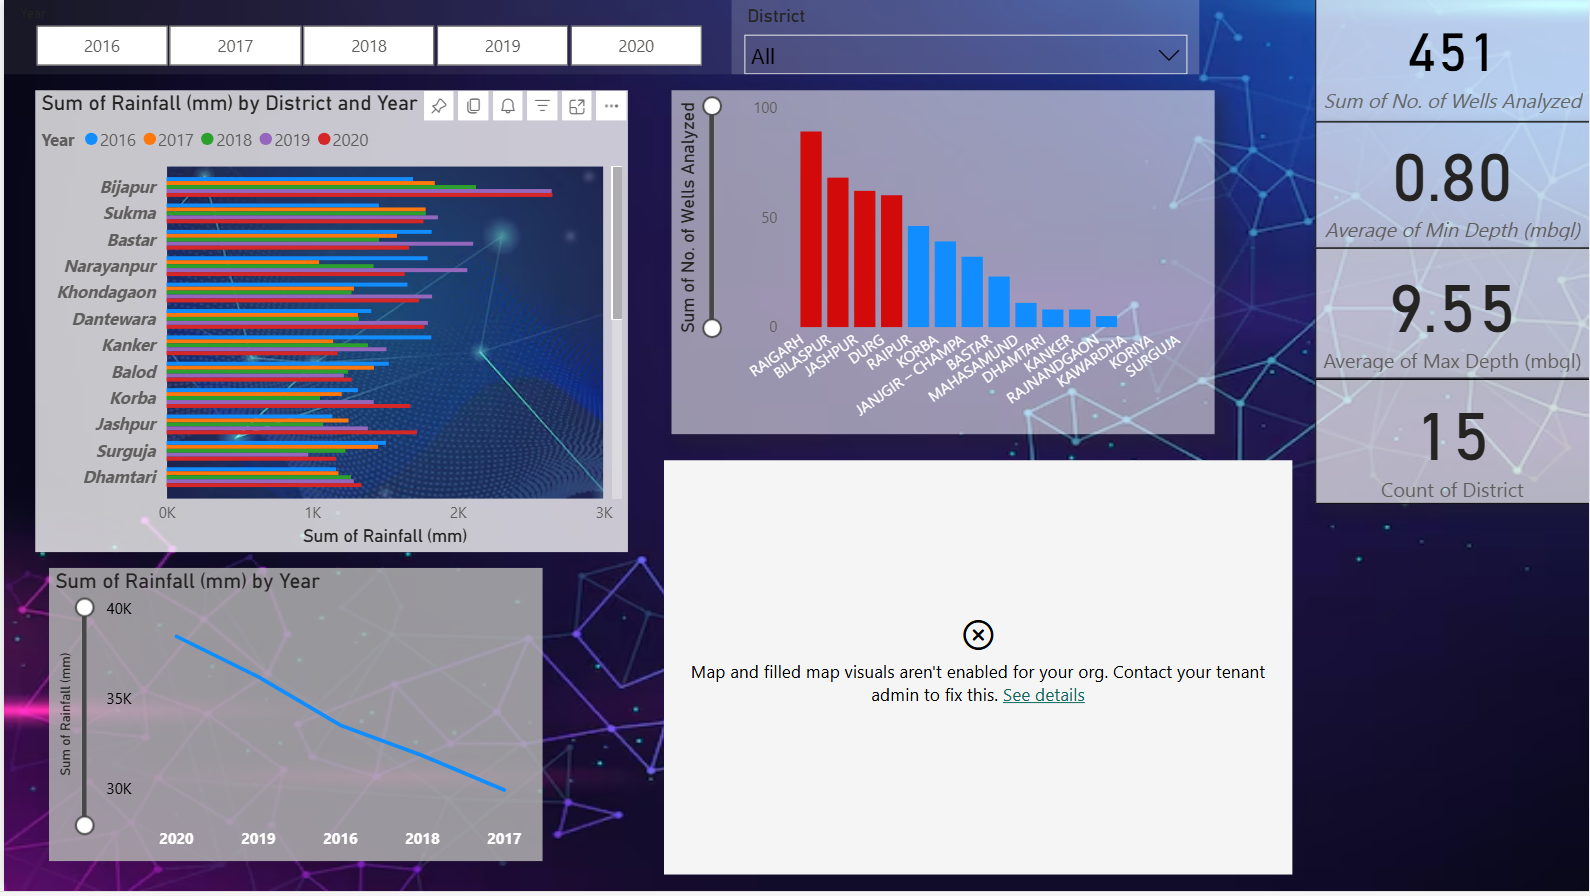 Year
2016
2017
2018
2019
2020
District
All
451
Sum of No. of Wells Analyzed
0.80
Average of Min Depth (mbgl)
9.55
Average of Max Depth (mbgl)
15
Count of District
Sum of Rainfall (mm) by District and Year
Year 2016 2017 2018 2019 2020
Bijapur
Sukma
Bastar
Narayanpur
Khondagaon
Dantewara
Kanker
Balod
Korba
Jashpur
Surguja
Dhamtari
0K 1K 2K 3K
Sum of Rainfall (mm)
Sum of No. of Wells Analyzed
100
50
0
RAIGARH
BILASPUR
JASHPUR
DURG
RAIPUR
KORBA
JANJGIR – CHAMPA
BASTAR
MAHASAMUND
DHAMTARI
KANKER
RAJNANDGAON
KAWARDHA
KORIYA
SURGUJA
Sum of Rainfall (mm) by Year
Sum of Rainfall (mm)
40K
35K
30K
2020 2019 2016 2018 2017
Map and filled map visuals aren't enabled for your org. Contact your tenant
admin to fix this. See details